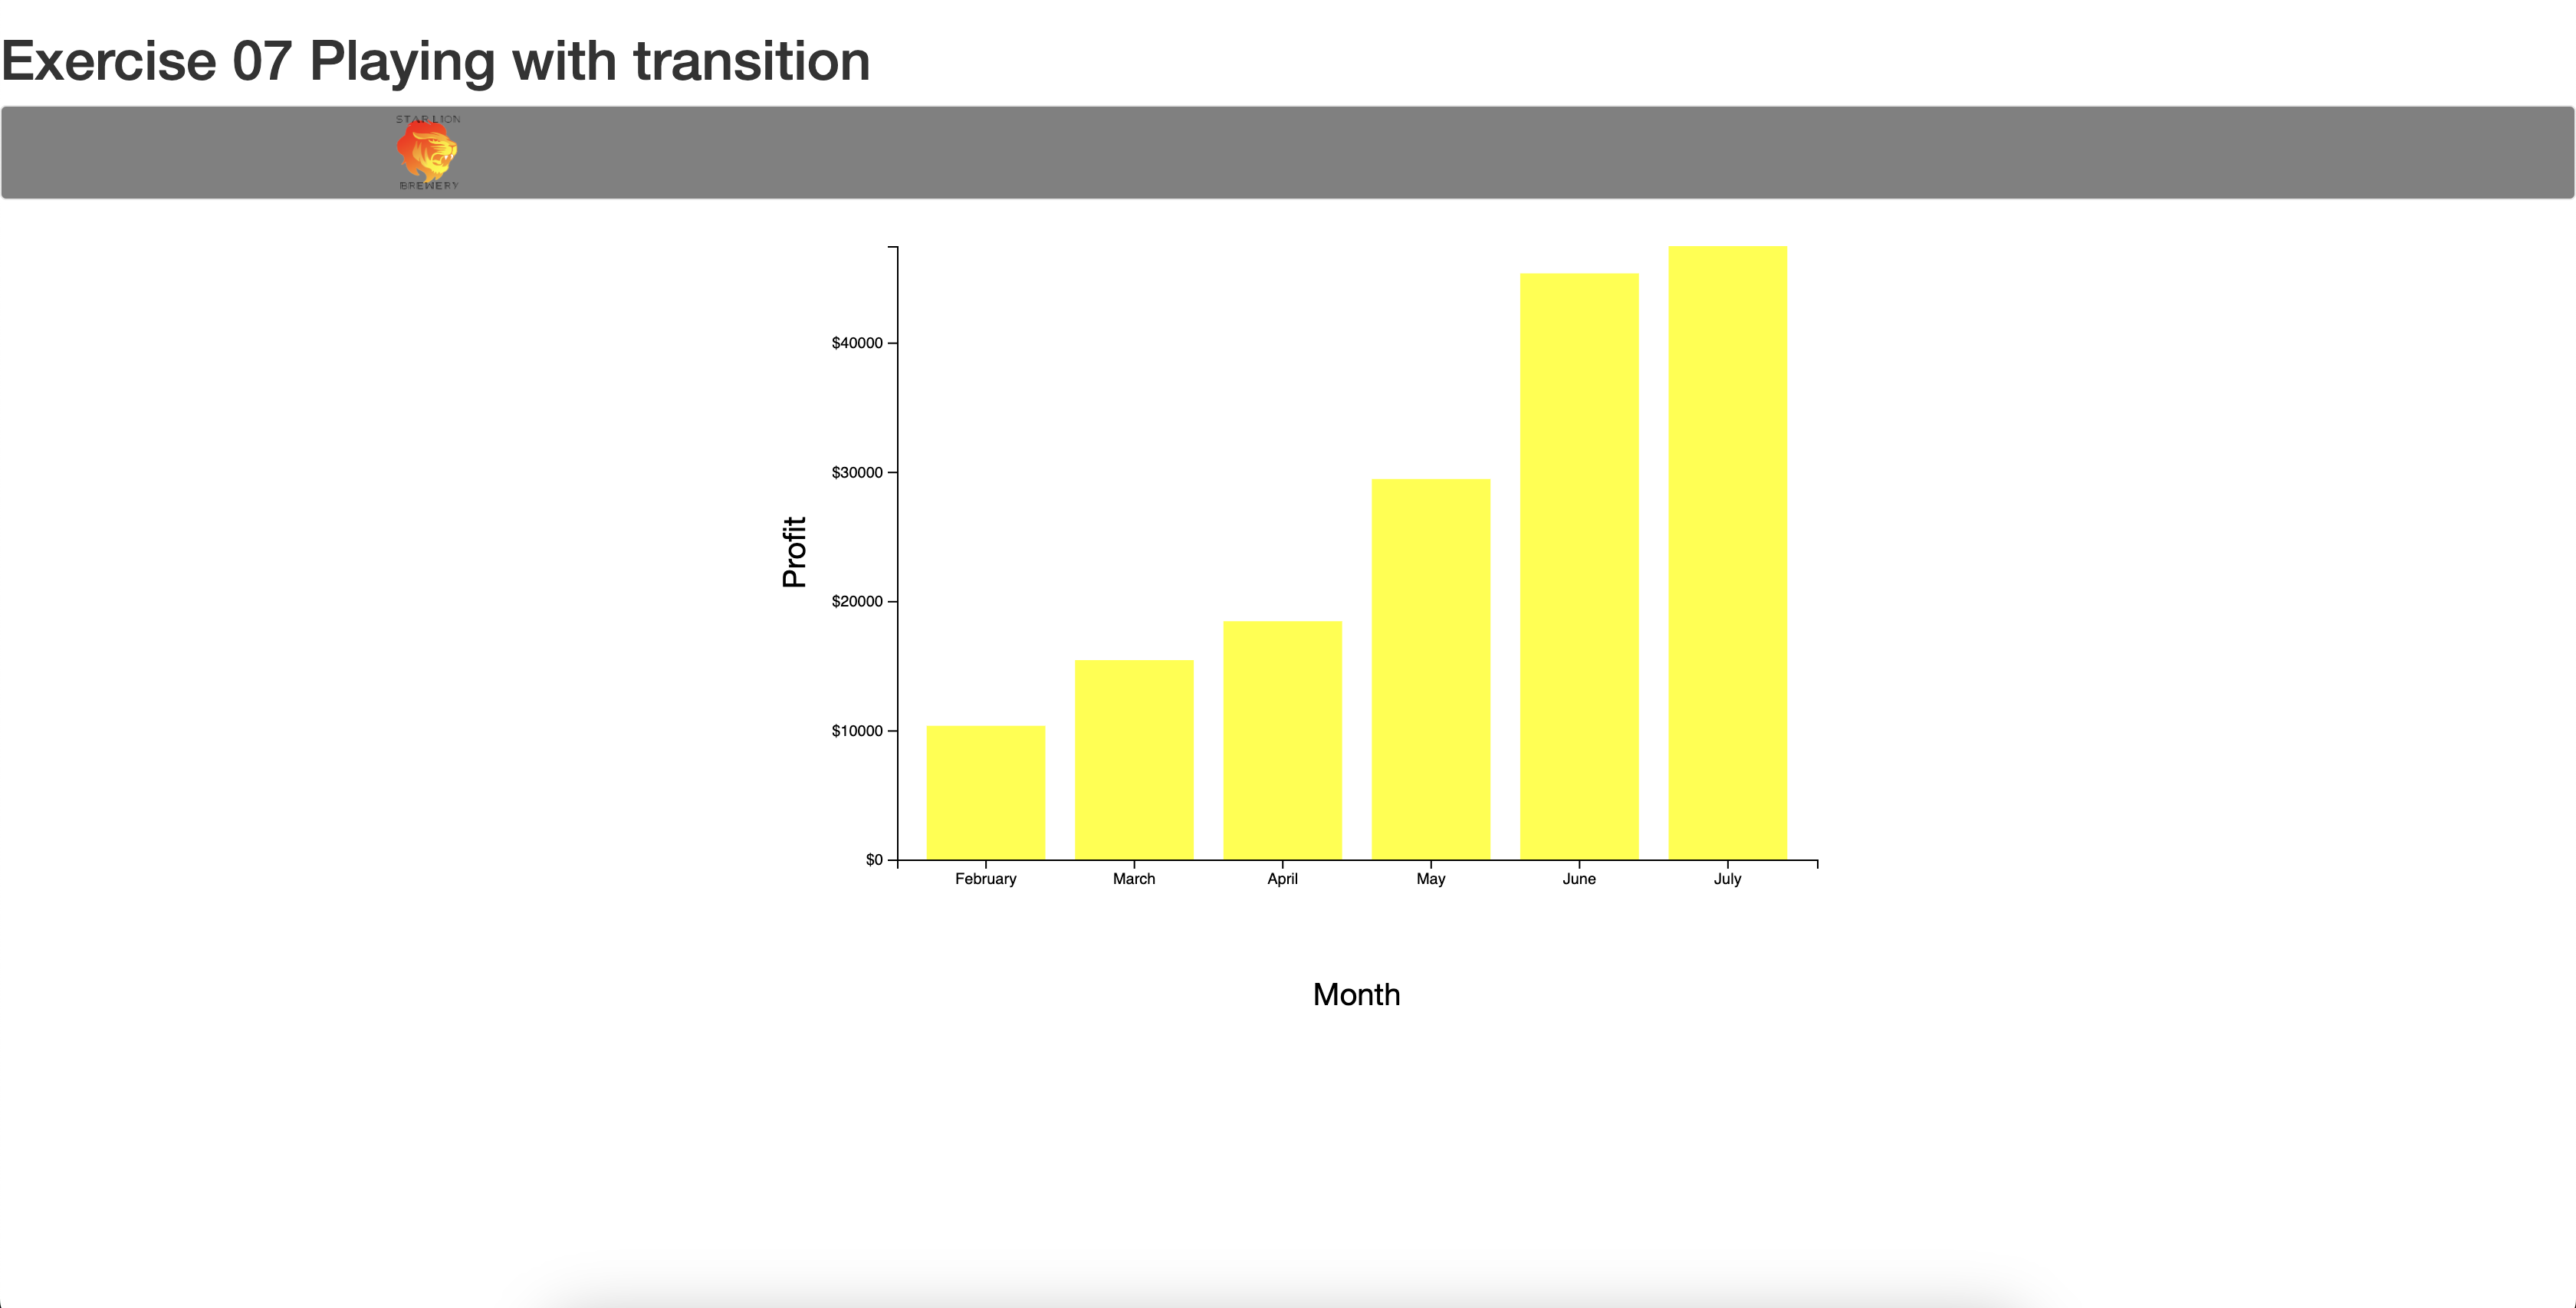 Exercise 07 Playing with transition
STAR LION
BREWERY
$40000
$30000
$20000
$10000
$0
Profit
February March April May June July
Month